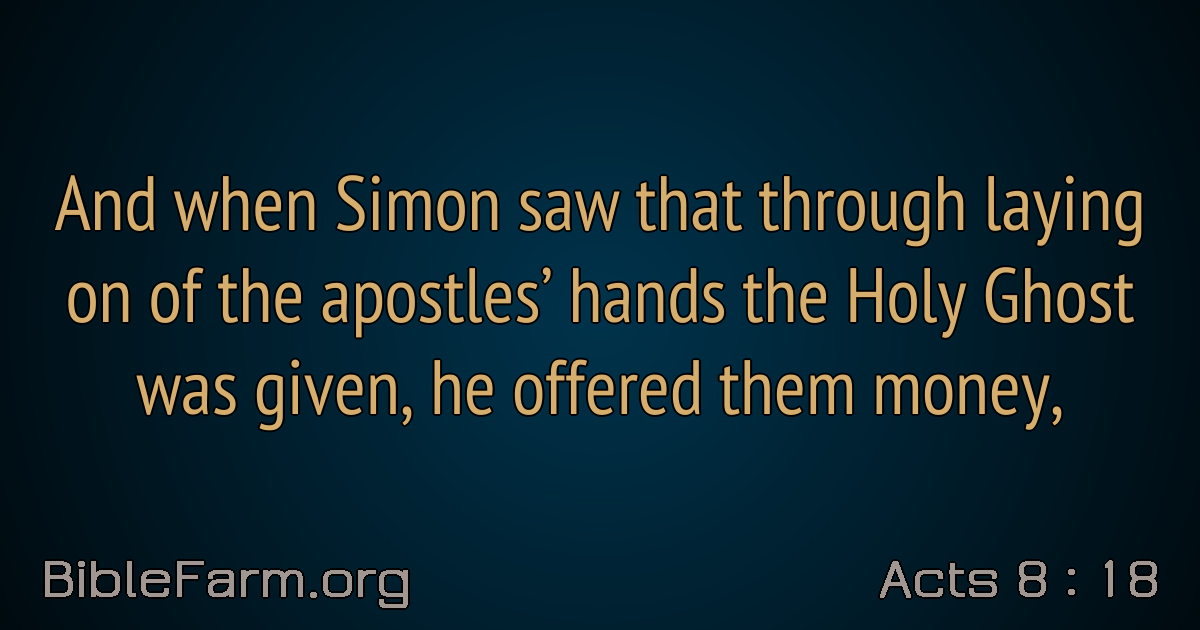 And when Simon saw that through laying
on of the apostles’ hands the Holy Ghost
was given, he offered them money,
BibleFarm.org
Acts 8 : 18